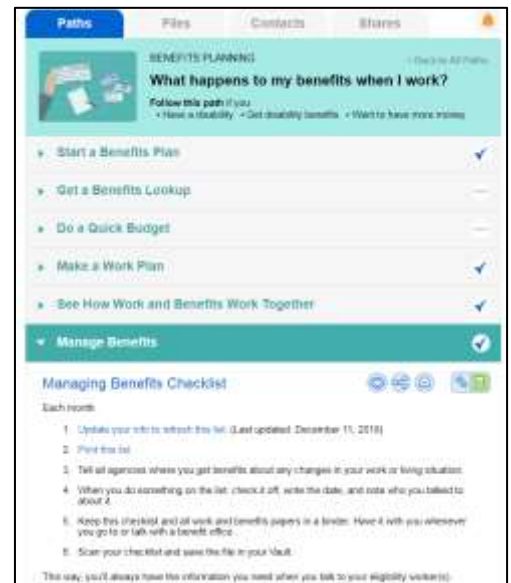 Paths Files Contacts Shares
BENEFITS PLANNING
‹ Back to All Paths
What happens to my benefits when I work?
Follow this path if you
• Have a disability • Get disability benefits • Want to have more money
Start a Benefits Plan
Get a Benefits Lookup
Do a Quick Budget
Make a Work Plan
See How Work and Benefits Work Together
Manage Benefits
Managing Benefits Checklist
Each month
1. Update your info to refresh this list. (Last updated: December 11, 2018)
2. Print this list
3. Tell all agencies where you get benefits about any changes in your work or living situation.
4. When you do something on the list, check it off, write the date, and note who you talked to
about it.
5. Keep this checklist and all work and benefits papers in a binder. Have it with you whenever
you go to or talk with a benefit office.
6. Scan your checklist and save the file in your Vault.
This way, you'll always have the information you need when you talk to your eligibility worker(s).